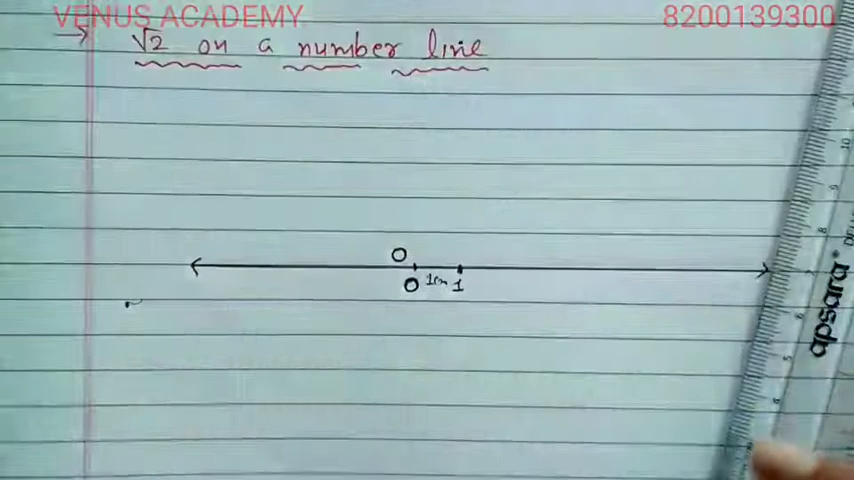 VENUS ACADEMY 8200139300
→ √2 on a number line
O
0 1cm 1
apsara